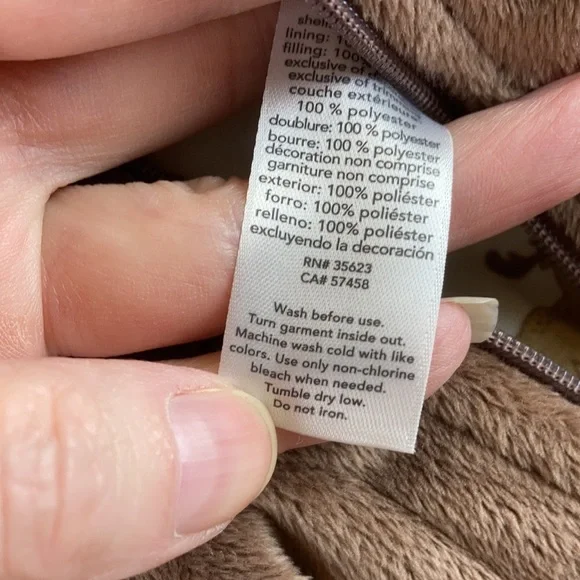 lining:
filling: 100%
exclusive of
exclusive of
couche extérieure
100 % polyester
doublure: 100 % polyester
bourre: 100 % polyester
décoration non comprise
garniture non comprise
exterior: 100% poliéster
forro: 100% poliéster
relleno: 100% poliéster
excluyendo la decoración
RN# 35623
CA# 57458
Wash before use.
Turn garment inside out.
Machine wash cold with like
colors. Use only non-chlorine
bleach when needed.
Tumble dry low.
Do not iron.